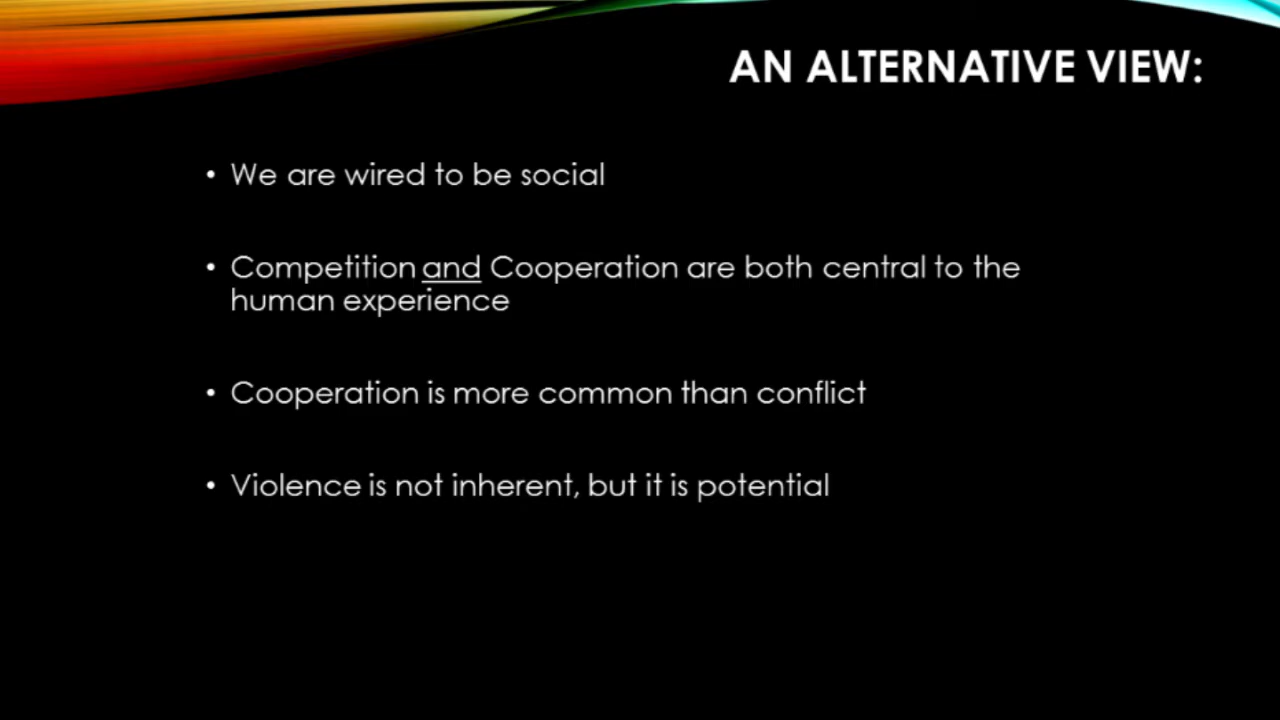 AN ALTERNATIVE VIEW:
• We are wired to be social
• Competition and Cooperation are both central to the
human experience
• Cooperation is more common than conflict
• Violence is not inherent, but it is potential